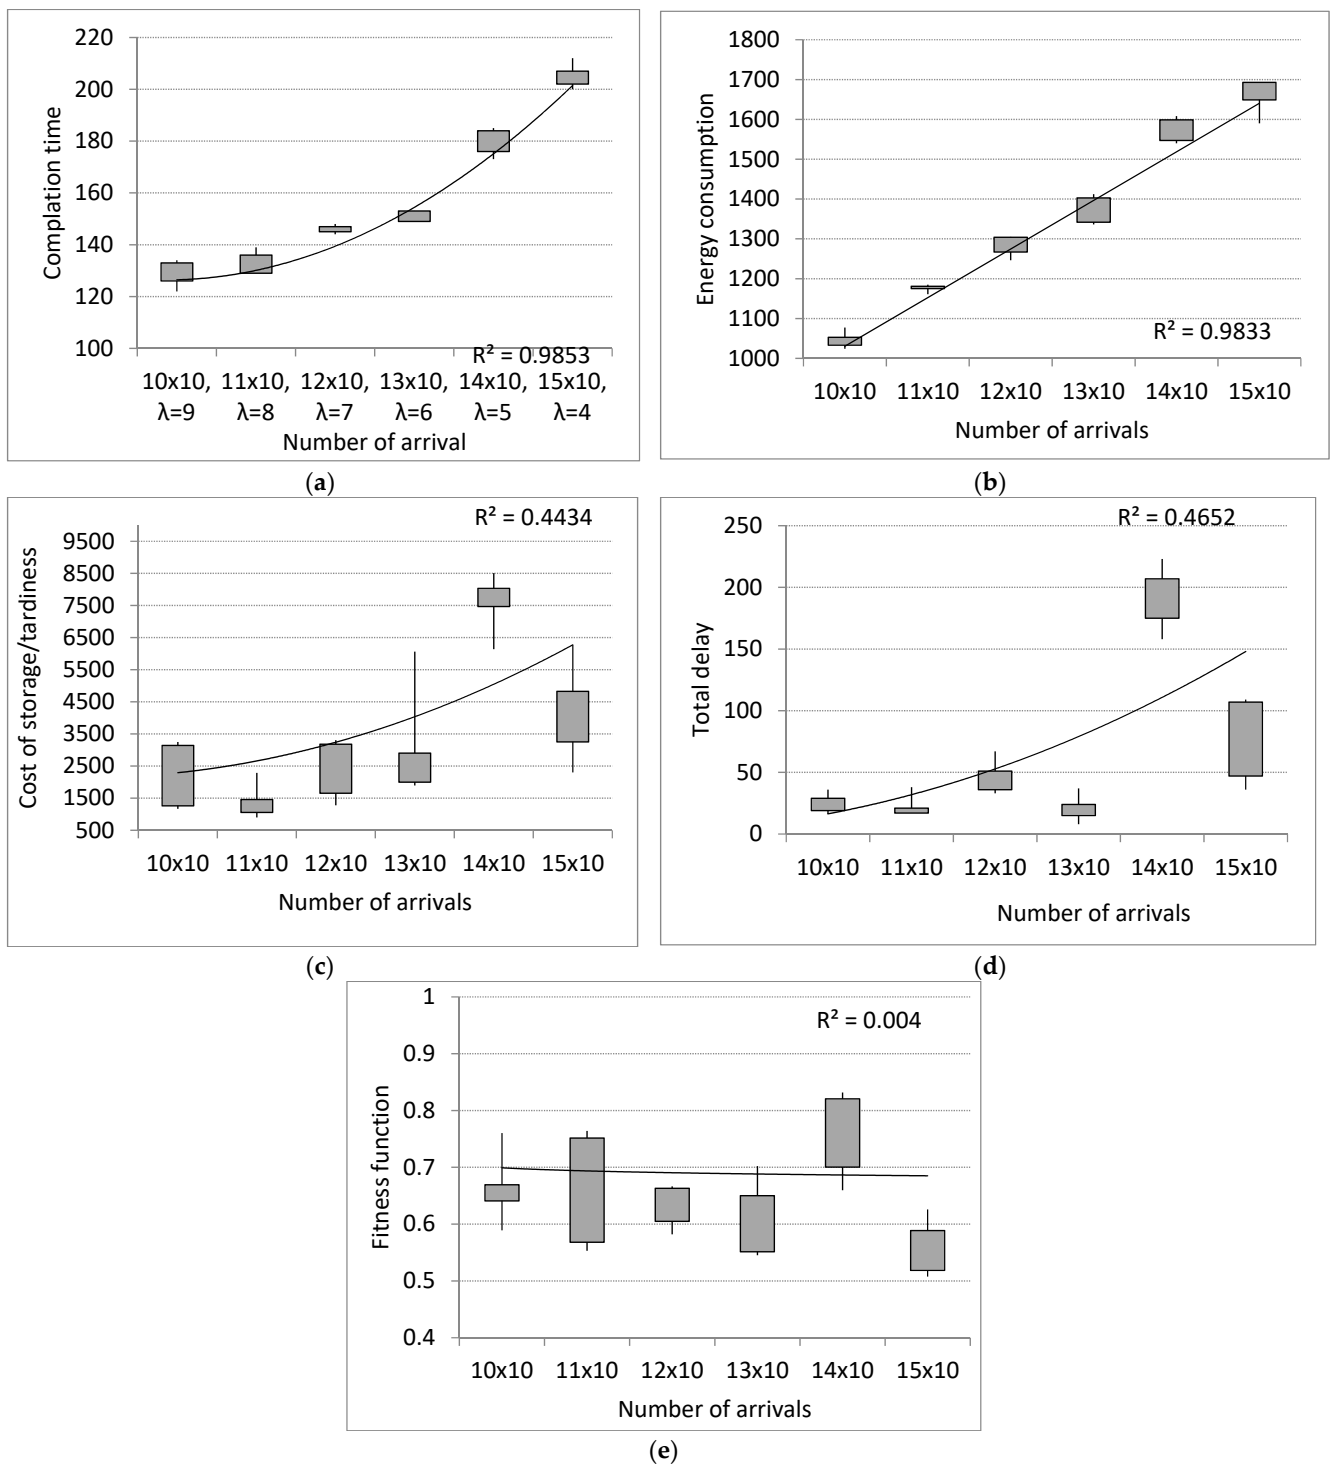 220
200
180
160
140
120
100
Complation time
R² = 0.9853
10x10, 11x10, 12x10, 13x10, 14x10, 15x10,
λ=9 λ=8 λ=7 λ=6 λ=5 λ=4
Number of arrival
(a)
1800
1700
1600
1500
1400
1300
1200
1100
1000
Energy consumption
R² = 0.9833
10x10 11x10 12x10 13x10 14x10 15x10
Number of arrivals
(b)
R² = 0.4434
9500
8500
7500
6500
5500
4500
3500
2500
1500
500
Cost of storage/tardiness
10x10 11x10 12x10 13x10 14x10 15x10
Number of arrivals
(c)
R² = 0.4652
250
200
150
100
50
0
Total delay
10x10 11x10 12x10 13x10 14x10 15x10
Number of arrivals
(d)
1
R² = 0.004
0.9
0.8
0.7
0.6
0.5
0.4
Fitness function
10x10 11x10 12x10 13x10 14x10 15x10
Number of arrivals
(e)